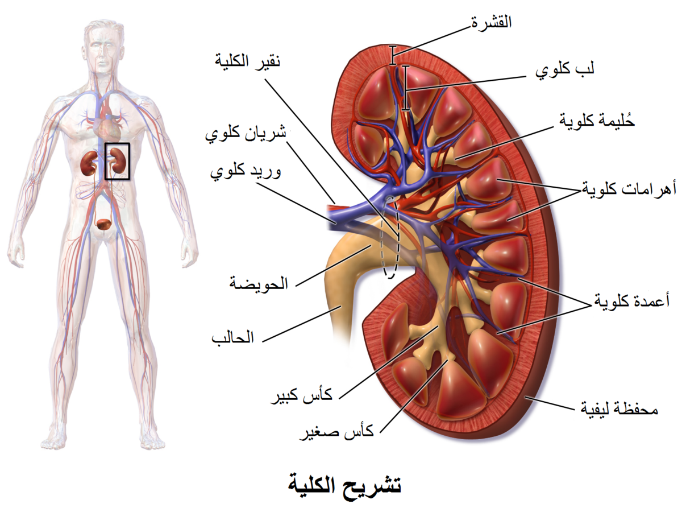 القشرة
لب كلوي
نقير الكلية
حُليمة كلوية
شريان كلوي
وريد كلوي
أهرامات كلوية
الحويضة
أعمدة كلوية
الحالب
كأس كبير
محفظة ليفية
كأس صغير
تشريح الكلية